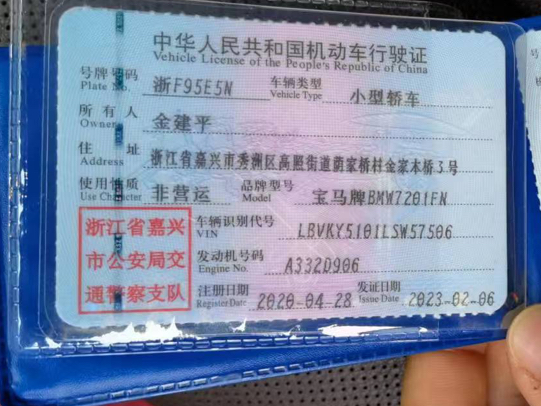 中华人民共和国机动车行驶证
Vehicle License of the People's Republic of China
号牌号码 浙F95E5N 车辆类型 小型轿车
Plate No. Vehicle Type
所有人 金建平
Owner
住址 浙江省嘉兴市秀洲区高照街道荫家桥村金家木桥3号
Address
使用性质 非营运 品牌型号 宝马牌BMW7201FN
Use Character Model
浙江省嘉兴
市公安局交
通警察支队
车辆识别代号 LBVKY5101LSW57506
VIN
发动机号码 A332D906
Engine No.
注册日期 2020-04-28 发证日期 2023-02-06
Register Date Issue Date
号